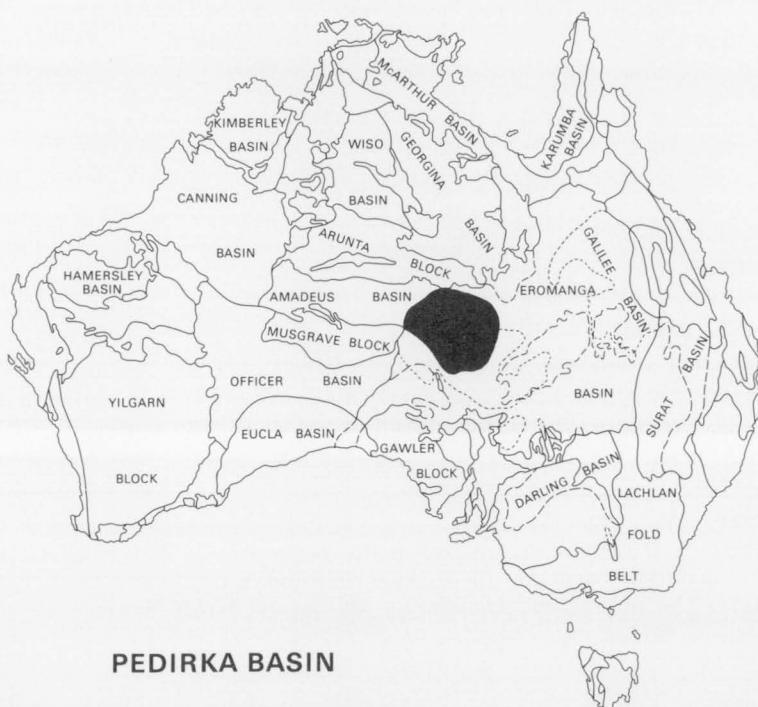 McARTHUR BASIN
KARUMBA BASIN
KIMBERLEY
BASIN
WISO
BASIN
GEORGINA
BASIN
CANNING
BASIN
ARUNTA
BLOCK
GALILEE
BASIN
HAMERSLEY
BASIN
EROMANGA
BASIN
AMADEUS BASIN
MUSGRAVE BLOCK
SURAT
BASIN
YILGARN
BLOCK
OFFICER BASIN
EUCLA BASIN
GAWLER
BLOCK
DARLING
BASIN
LACHLAN
FOLD
BELT
PEDIRKA BASIN